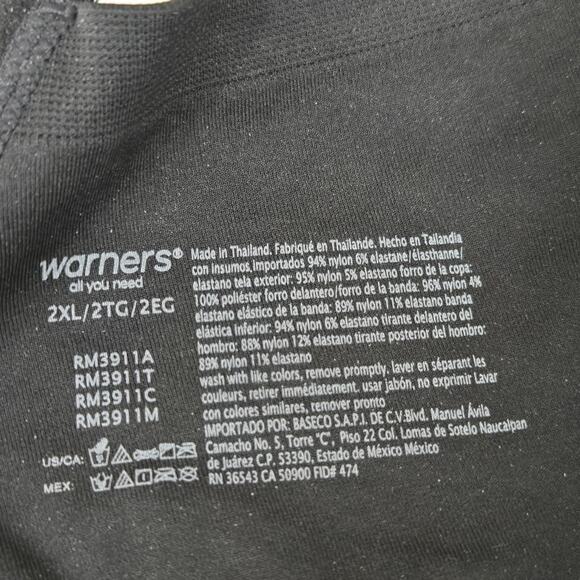 warners®
all you need
2XL/2TG/2EG
RM3911A
RM3911T
RM3911C
RM3911M
US/CA:
MEX:
Made in Thailand. Fabriqué en Thaïlande. Hecho en Tailandia
con insumos importados 94% nylon 6% elastane/élasthanne/
elastano tela exterior: 95% nylon 5% elastano forro de la copa:
100% poliéster forro delantero/forro de la banda: 96% nylon 4%
elastano elástico de la banda: 89% nylon 11% elastano banda
elástica inferior: 94% nylon 6% elastano tirante delantero del
hombro: 88% nylon 12% elastano tirante posterior del hombro:
89% nylon 11% elastano
wash with like colors, remove promptly. laver en séparant les
couleurs, retirer immédiatement. usar jabón, no exprimir Lavar
con colores similares, remover pronto
IMPORTADO POR: BASECO S.A.P.I. DE C.V.Blvd. Manuel Ávila
Camacho No. 5, Torre "C", Piso 22 Col. Lomas de Sotelo Naucalpan
de Juárez C.P. 53390, Estado de México México
RN 36543 CA 50900 FID# 474